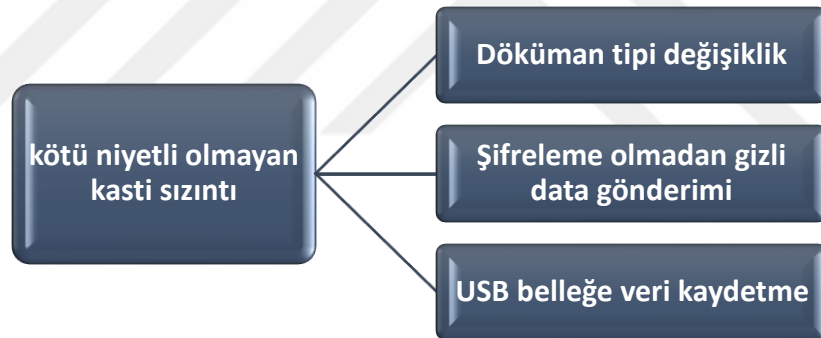 kötü niyetli olmayan
kasti sızıntı
Döküman tipi değişiklik
Şifreleme olmadan gizli
data gönderimi
USB belleğe veri kaydetme